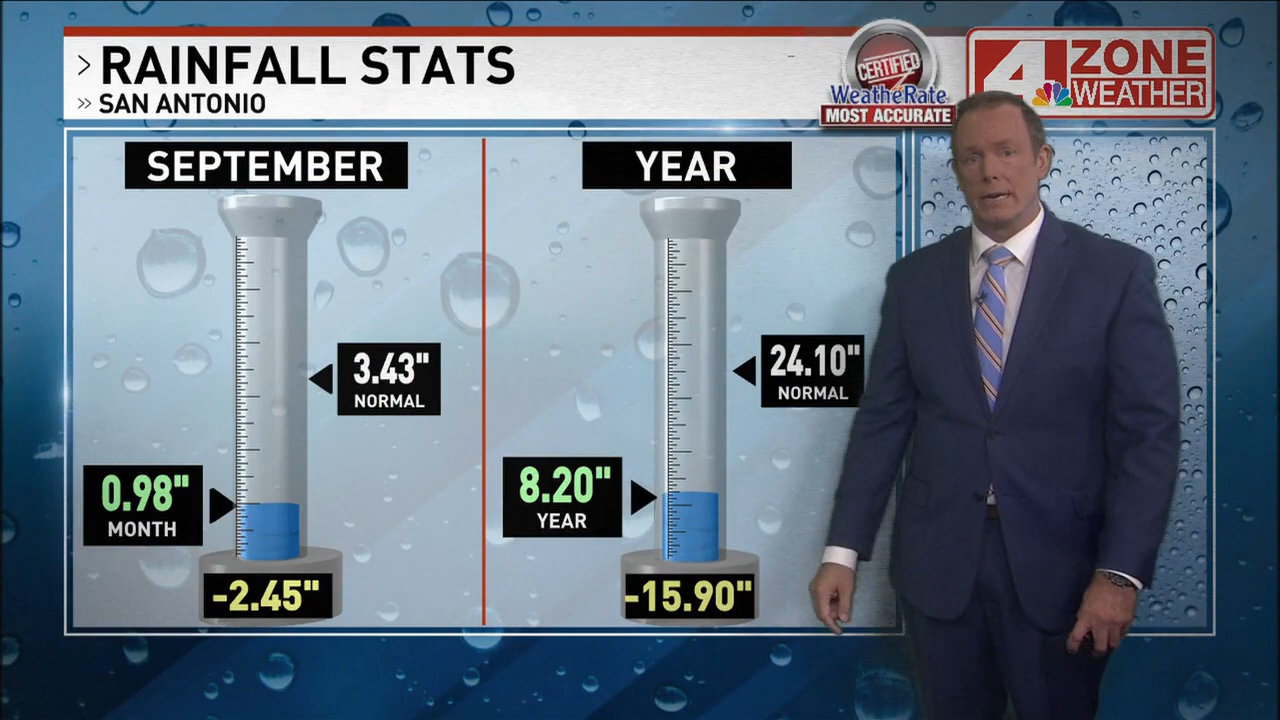 > RAINFALL STATS
>> SAN ANTONIO
CERTIFIED
WeatheRate
MOST ACCURATE
4 ZONE
WEATHER
SEPTEMBER
YEAR
3.43"
NORMAL
24.10"
NORMAL
0.98"
MONTH
8.20"
YEAR
-2.45"
-15.90"